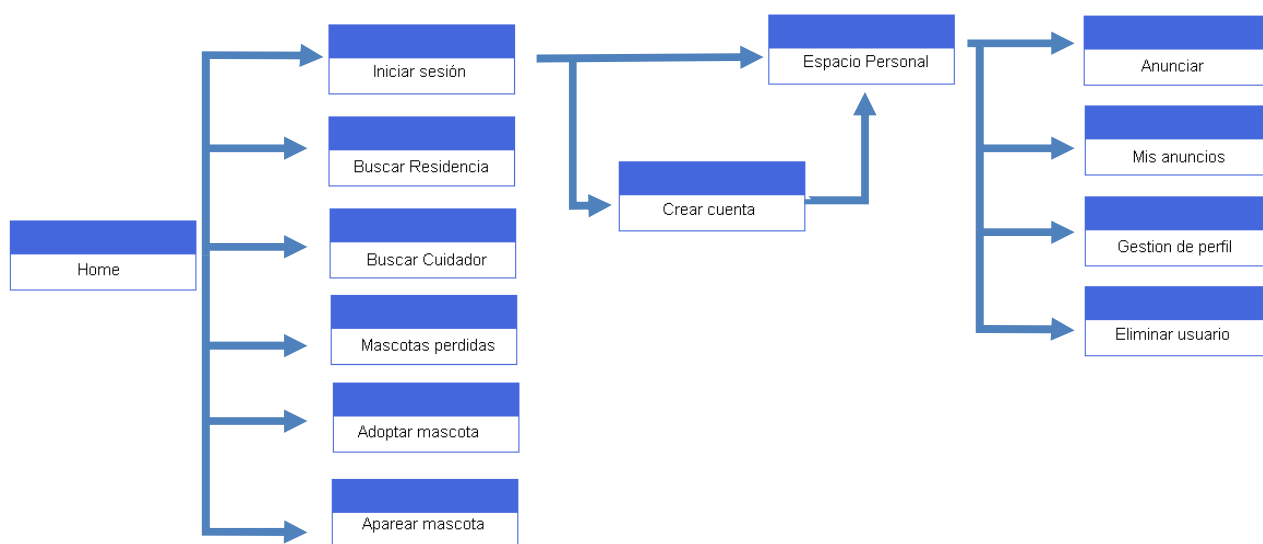 Home
Iniciar sesión
Buscar Residencia
Buscar Cuidador
Mascotas perdidas
Adoptar mascota
Aparear mascota
Crear cuenta
Espacio Personal
Anunciar
Mis anuncios
Gestion de perfil
Eliminar usuario